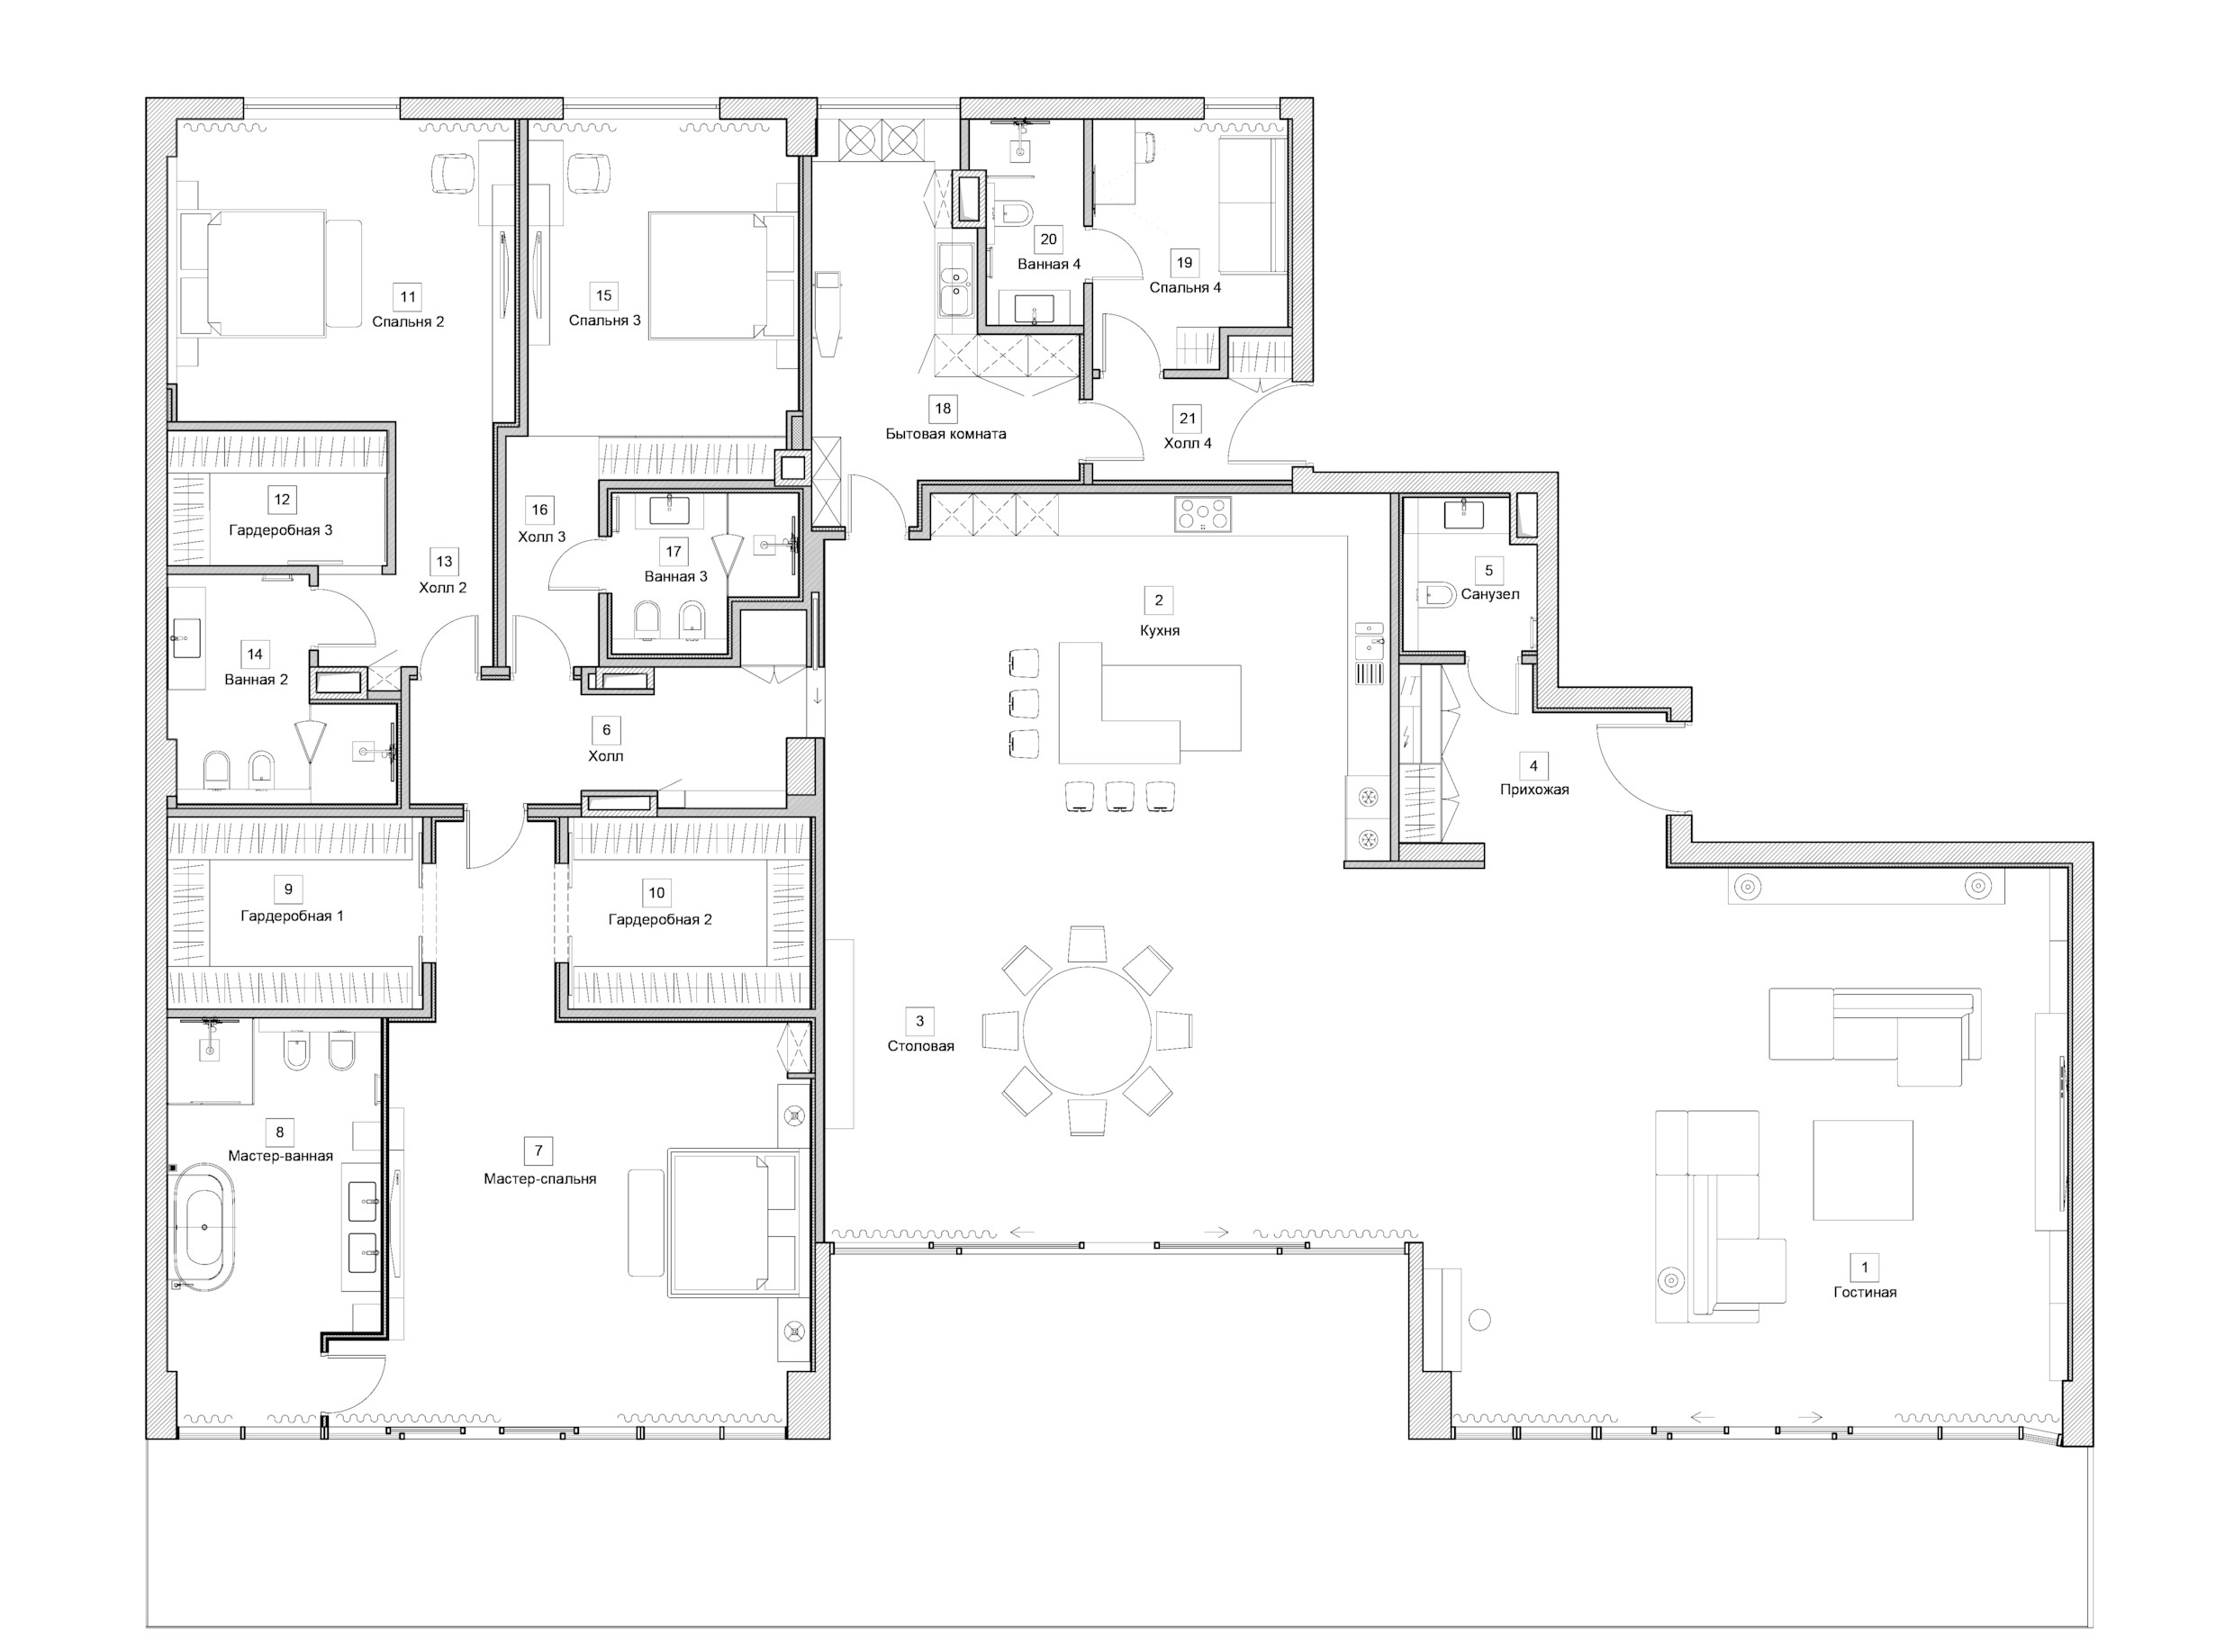 20
Ванная 4
19
Спальня 4
11
Спальня 2
15
Спальня 3
18
Бытовая комната
21
Холл 4
12
Гардеробная 3
16
Холл 3
17
Ванная 3
13
Холл 2
5
Санузел
2
Кухня
14
Ванная 2
6
Холл
4
Прихожая
9
Гардеробная 1
10
Гардеробная 2
3
Столовая
8
Мастер-ванная
7
Мастер-спальня
1
Гостиная